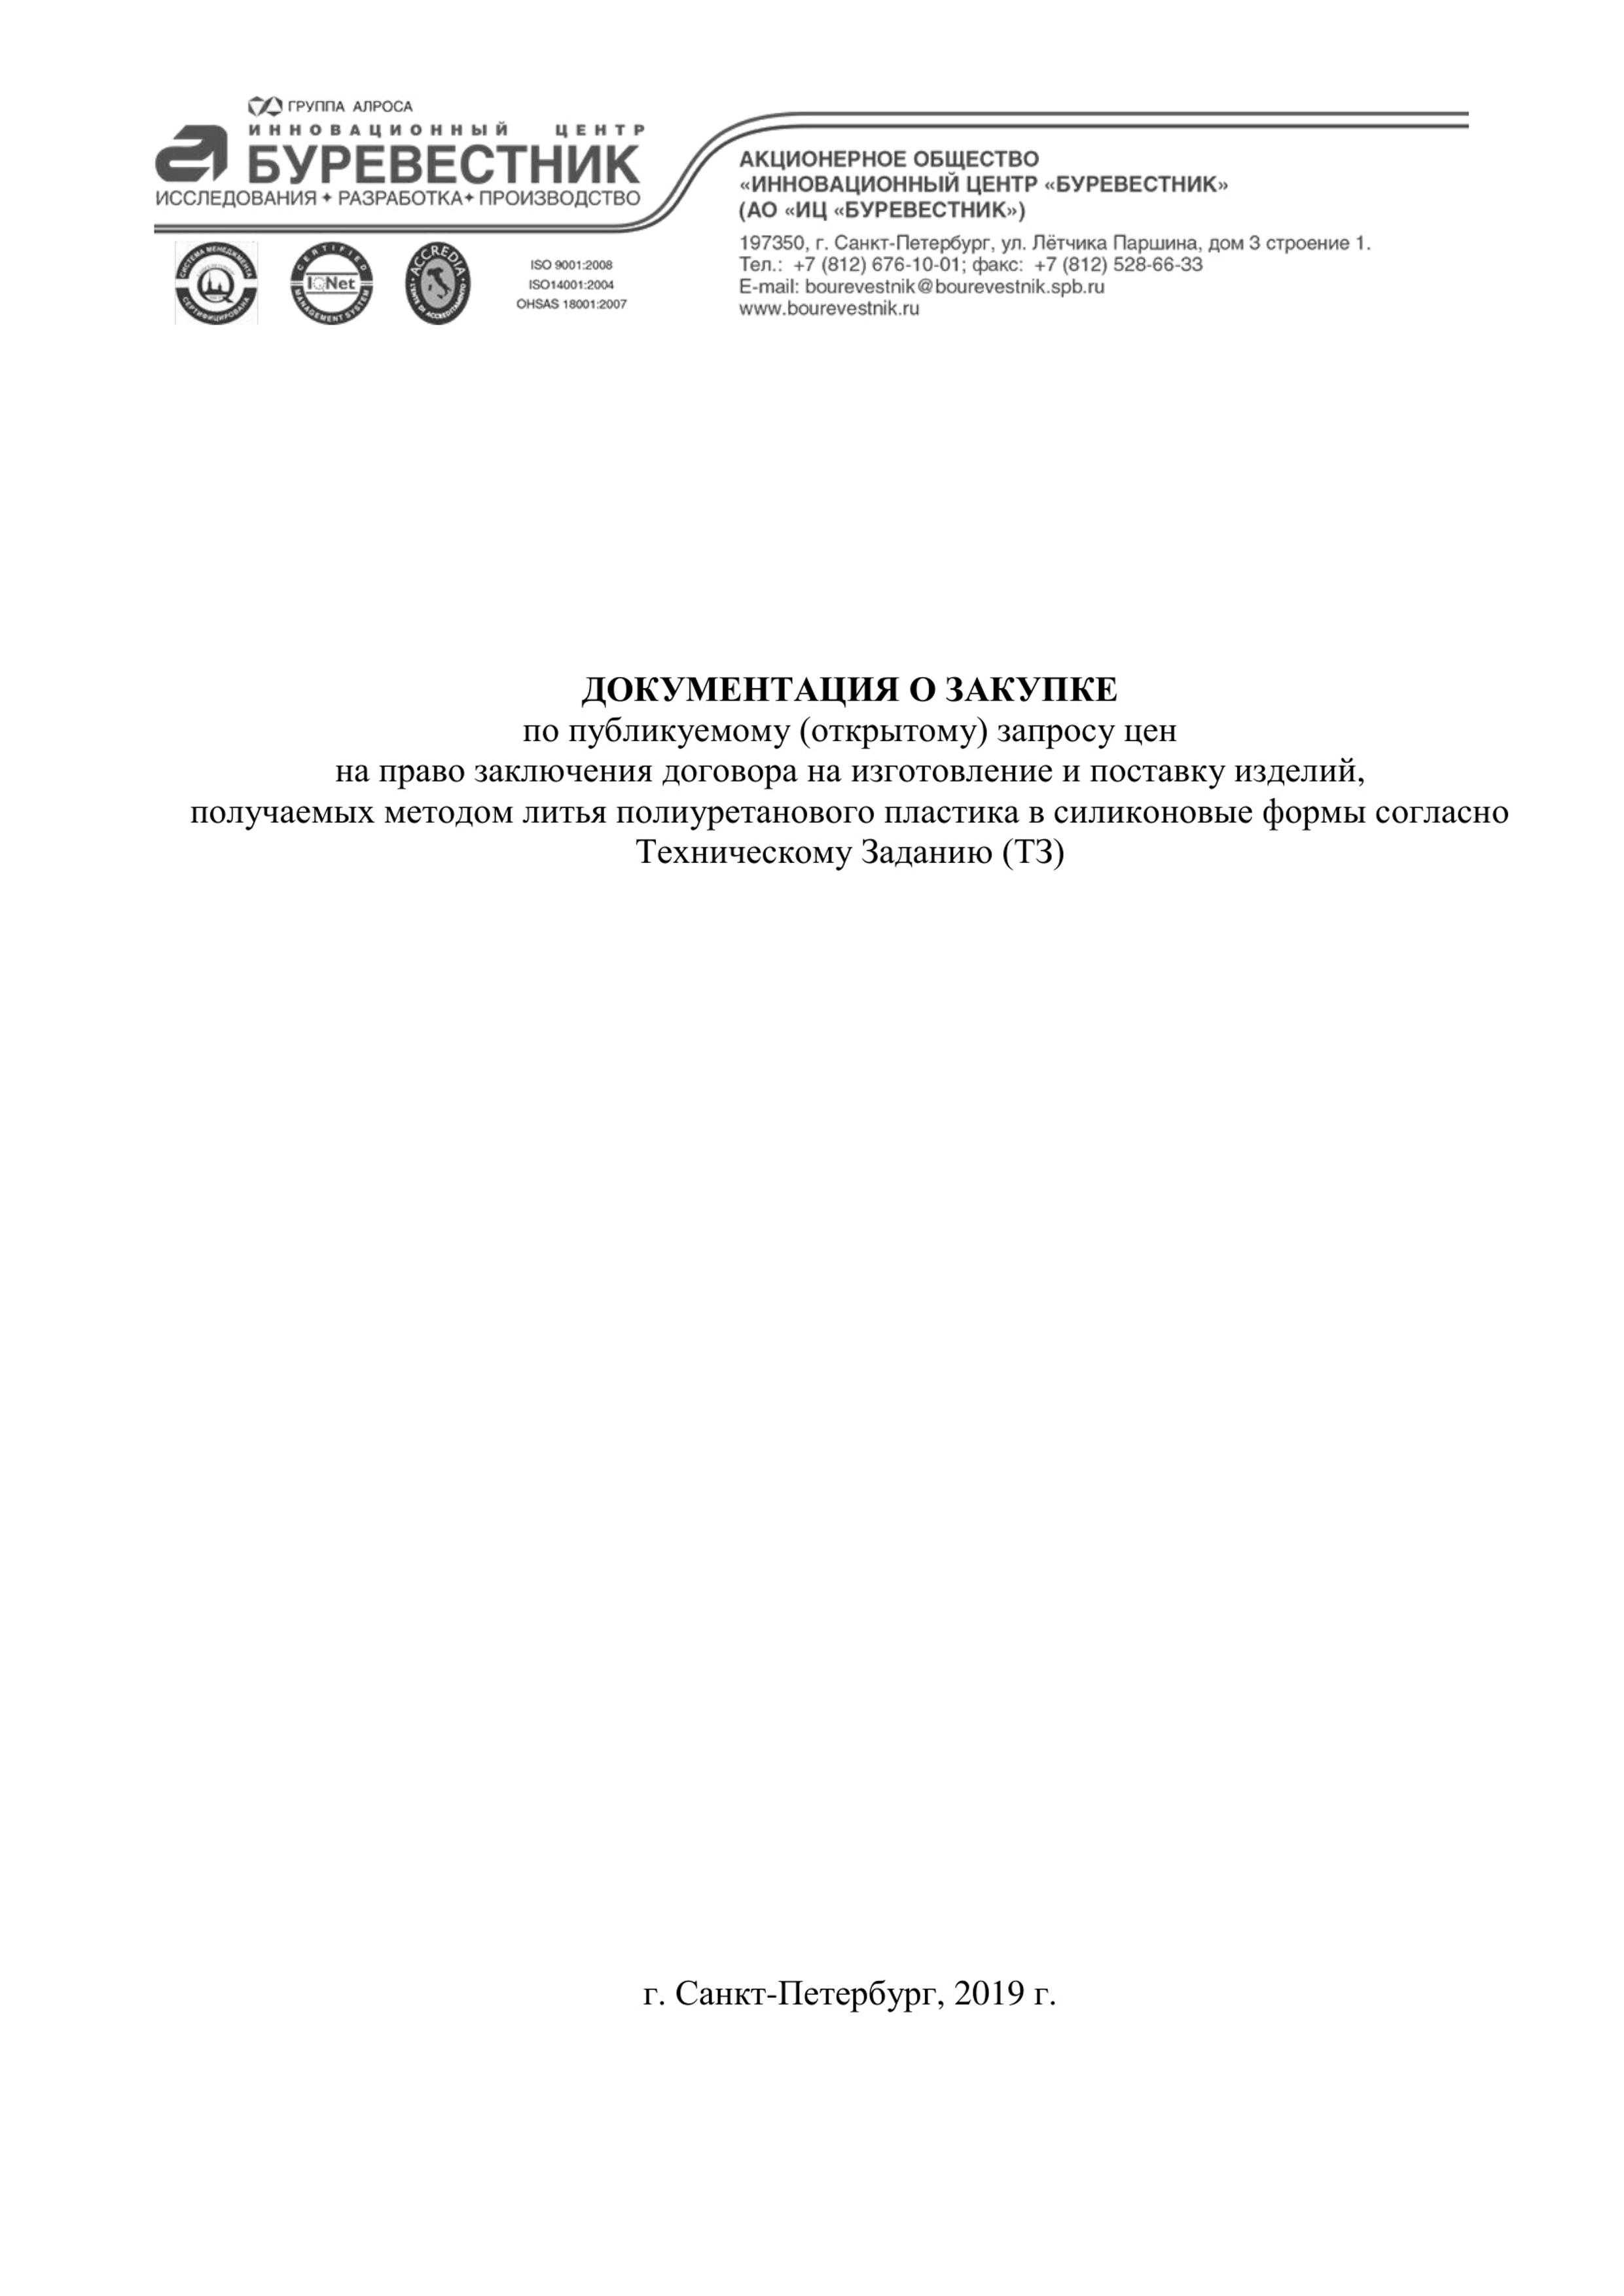 ГРУППА АЛРОСА
ИННОВАЦИОННЫЙ ЦЕНТР
БУРЕВЕСТНИК
ИССЛЕДОВАНИЯ ✦ РАЗРАБОТКА ✦ ПРОИЗВОДСТВО
СИСТЕМА МЕНЕДЖМЕНТА
СЕРТИФИЦИРОВАНА
CERTIFIED
IQNet
MANAGEMENT SYSTEM
ACCREDIA
L'ENTE DI ACCREDITAMENTO
ISO 9001:2008
ISO14001:2004
OHSAS 18001:2007
АКЦИОНЕРНОЕ ОБЩЕСТВО
«ИННОВАЦИОННЫЙ ЦЕНТР «БУРЕВЕСТНИК»
(АО «ИЦ «БУРЕВЕСТНИК»)
197350, г. Санкт-Петербург, ул. Лётчика Паршина, дом 3 строение 1.
Тел.: +7 (812) 676-10-01; факс: +7 (812) 528-66-33
E-mail: bourevestnik@bourevestnik.spb.ru
www.bourevestnik.ru
ДОКУМЕНТАЦИЯ О ЗАКУПКЕ
по публикуемому (открытому) запросу цен
на право заключения договора на изготовление и поставку изделий,
получаемых методом литья полиуретанового пластика в силиконовые формы согласно
Техническому Заданию (ТЗ)
г. Санкт-Петербург, 2019 г.